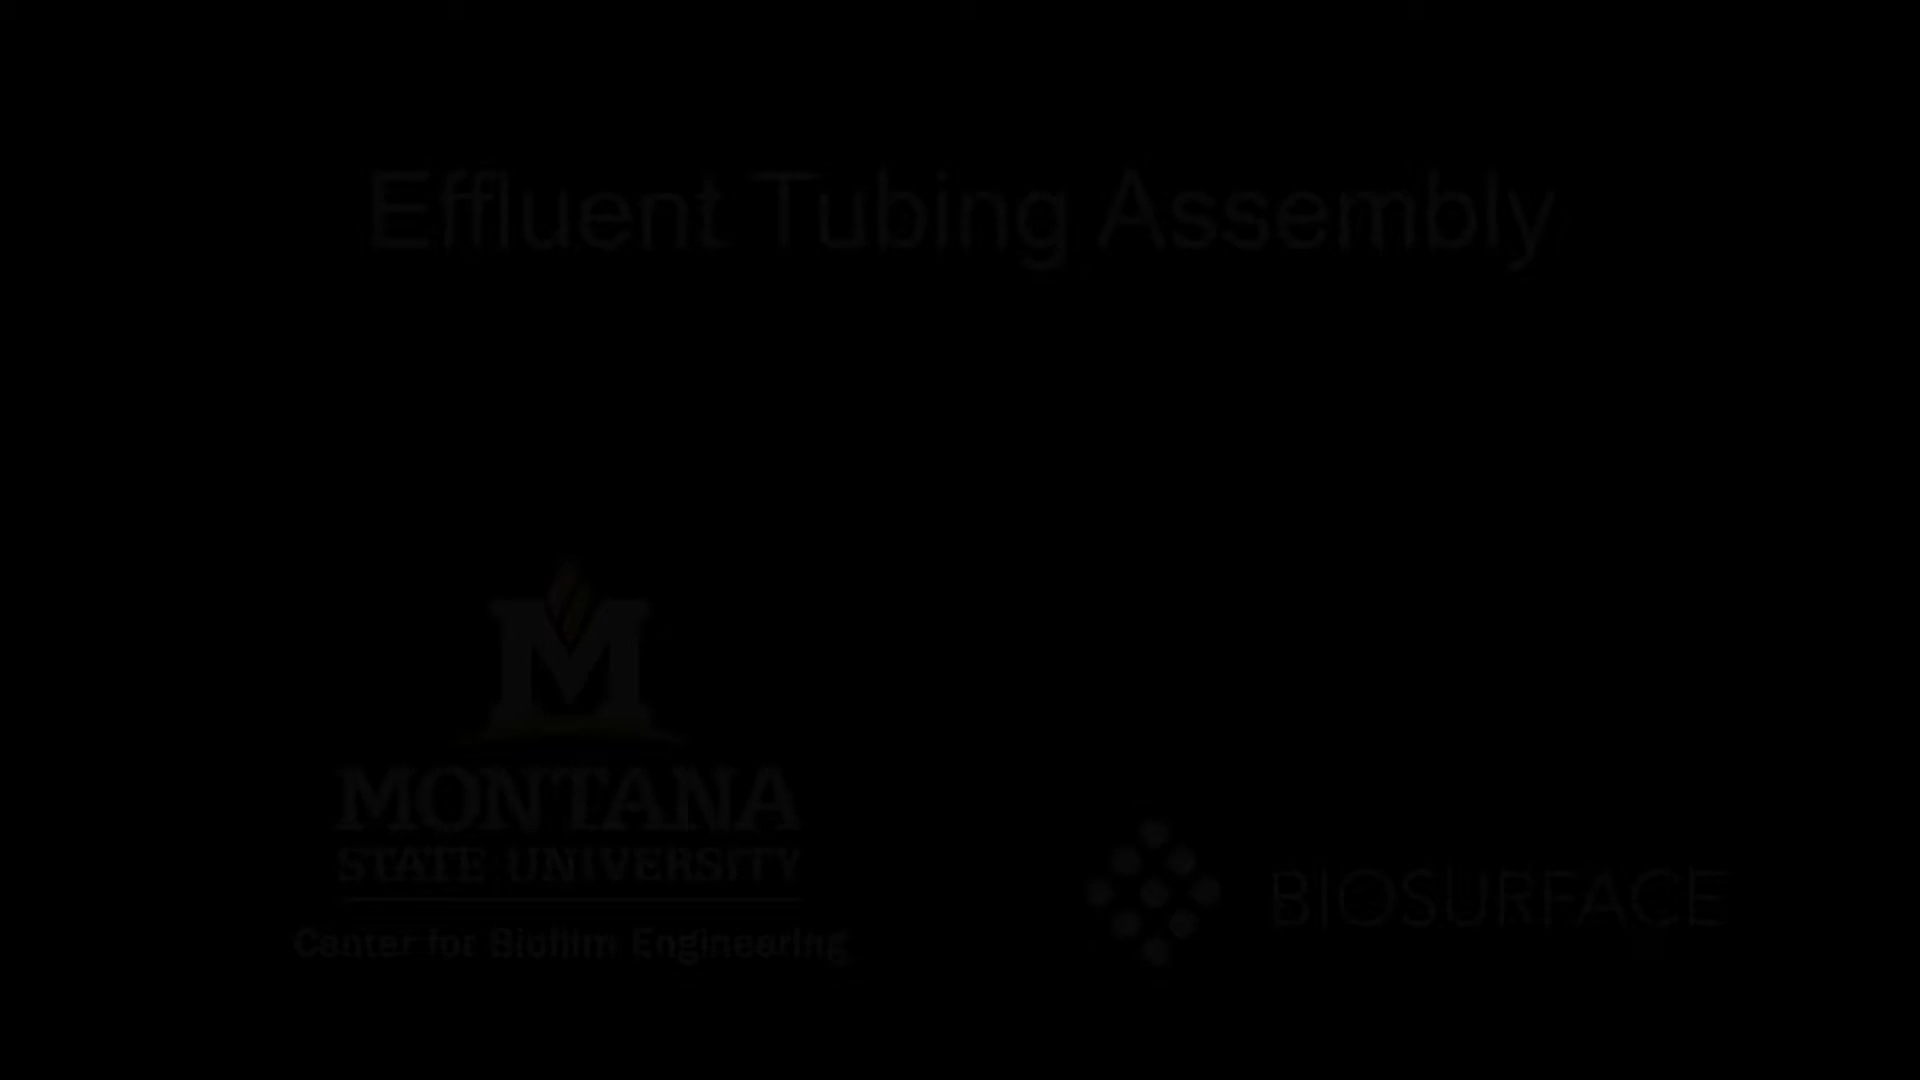 Effluent Tubing Assembly
M
MONTANA
STATE UNIVERSITY
Center for Biofilm Engineering
BIOSURFACE